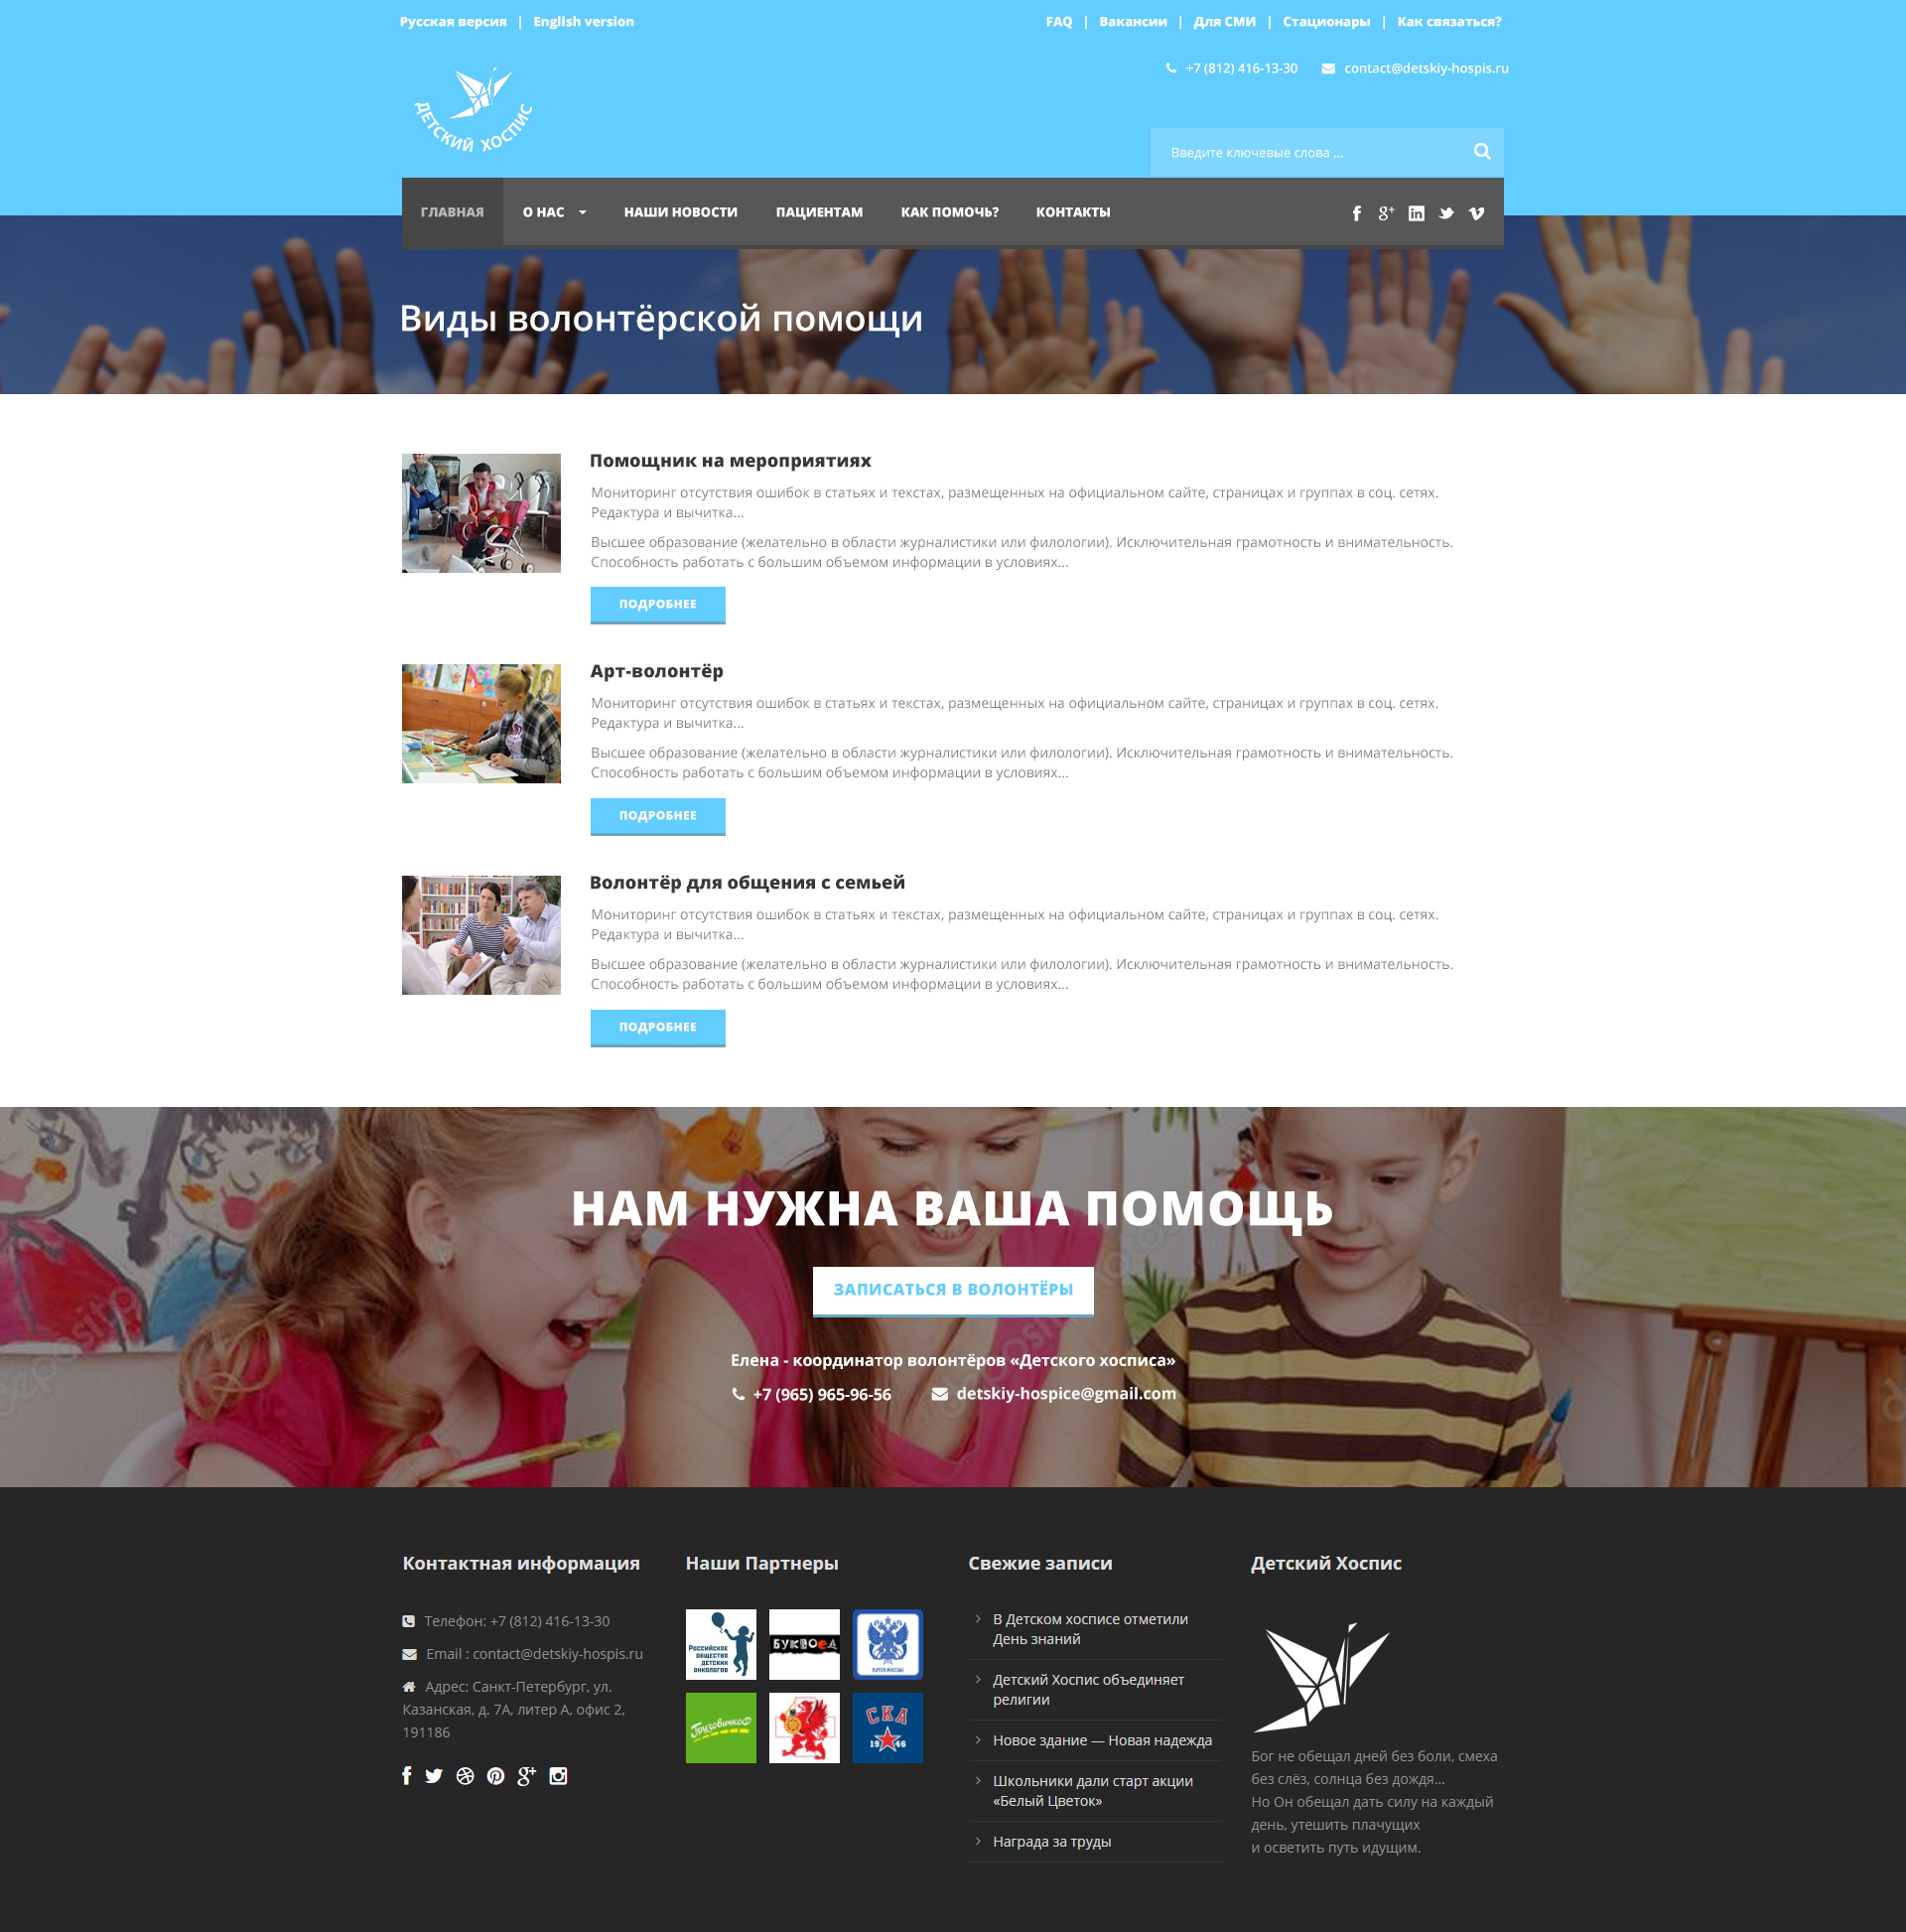 Русская версия | English version
FAQ | Вакансии | Для СМИ | Стационары | Как связаться?
+7 (812) 416-13-30 contact@detskiy-hospis.ru
ДЕТСКИЙ ХОСПИС
Введите ключевые слова ...
ГЛАВНАЯ О НАС НАШИ НОВОСТИ ПАЦИЕНТАМ КАК ПОМОЧЬ? КОНТАКТЫ
Виды волонтёрской помощи
Помощник на мероприятиях
Мониторинг отсутствия ошибок в статьях и текстах, размещенных на официальном сайте, страницах и группах в соц. сетях.
Редактура и вычитка...
Высшее образование (желательно в области журналистики или филологии). Исключительная грамотность и внимательность.
Способность работать с большим объемом информации в условиях...
ПОДРОБНЕЕ
Арт-волонтёр
Мониторинг отсутствия ошибок в статьях и текстах, размещенных на официальном сайте, страницах и группах в соц. сетях.
Редактура и вычитка...
Высшее образование (желательно в области журналистики или филологии). Исключительная грамотность и внимательность.
Способность работать с большим объемом информации в условиях...
ПОДРОБНЕЕ
Волонтёр для общения с семьей
Мониторинг отсутствия ошибок в статьях и текстах, размещенных на официальном сайте, страницах и группах в соц. сетях.
Редактура и вычитка...
Высшее образование (желательно в области журналистики или филологии). Исключительная грамотность и внимательность.
Способность работать с большим объемом информации в условиях...
ПОДРОБНЕЕ
НАМ НУЖНА ВАША ПОМОЩЬ
ЗАПИСАТЬСЯ В ВОЛОНТЁРЫ
Елена - координатор волонтёров «Детского хосписа»
+7 (965) 965-96-56 detskiy-hospice@gmail.com
Контактная информация
Телефон: +7 (812) 416-13-30
Email : contact@detskiy-hospis.ru
Адрес: Санкт-Петербург, ул.
Казанская, д. 7А, литер А, офис 2,
191186
Наши Партнеры
Российское
общество
детских
онкологов
БУКВОЕД
ПОЧТА РОССИИ
ГрузовичкоФ
СКА
1946
Свежие записи
В Детском хосписе отметили
День знаний
Детский Хоспис объединяет
религии
Новое здание — Новая надежда
Школьники дали старт акции
«Белый Цветок»
Награда за труды
Детский Хоспис
Бог не обещал дней без боли, смеха
без слёз, солнца без дождя...
Но Он обещал дать силу на каждый
день, утешить плачущих
и осветить путь идущим.